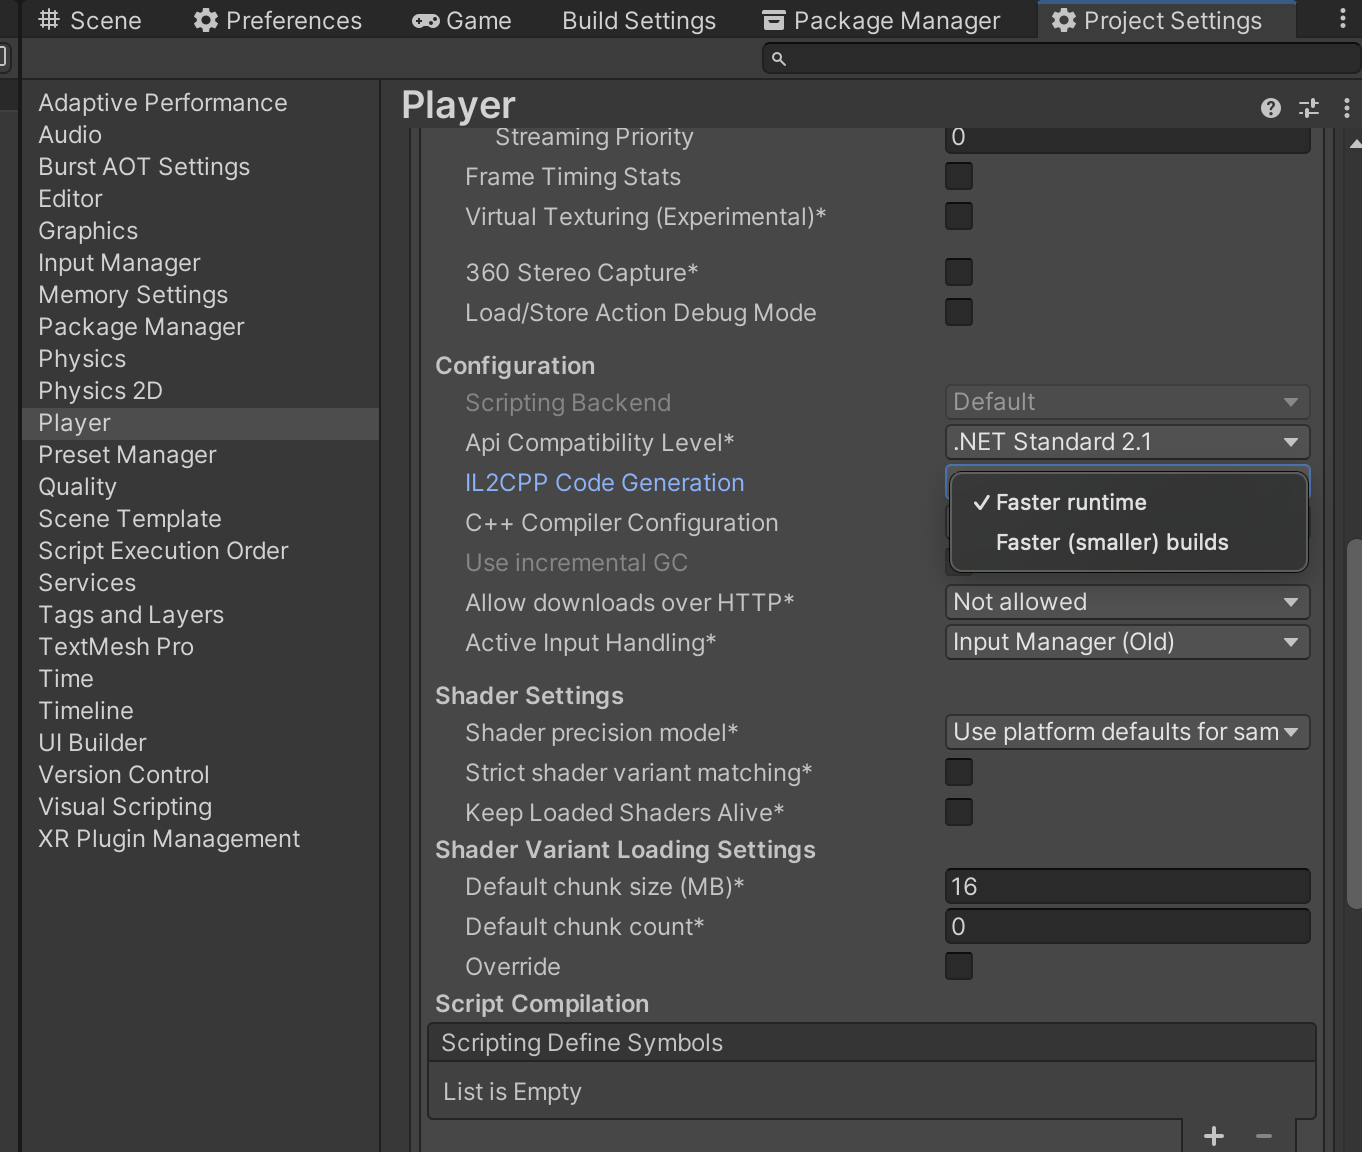 Scene Preferences Game Build Settings Package Manager Project Settings
Adaptive Performance
Audio
Burst AOT Settings
Editor
Graphics
Input Manager
Memory Settings
Package Manager
Physics
Physics 2D
Player
Preset Manager
Quality
Scene Template
Script Execution Order
Services
Tags and Layers
TextMesh Pro
Time
Timeline
UI Builder
Version Control
Visual Scripting
XR Plugin Management
Player
Streaming Priority 0
Frame Timing Stats
Virtual Texturing (Experimental)*
360 Stereo Capture*
Load/Store Action Debug Mode
Configuration
Scripting Backend Default
Api Compatibility Level* .NET Standard 2.1
IL2CPP Code Generation
Faster runtime
C++ Compiler Configuration
Faster (smaller) builds
Use incremental GC
Allow downloads over HTTP* Not allowed
Active Input Handling* Input Manager (Old)
Shader Settings
Shader precision model* Use platform defaults for sam
Strict shader variant matching*
Keep Loaded Shaders Alive*
Shader Variant Loading Settings
Default chunk size (MB)* 16
Default chunk count* 0
Override
Script Compilation
Scripting Define Symbols
List is Empty